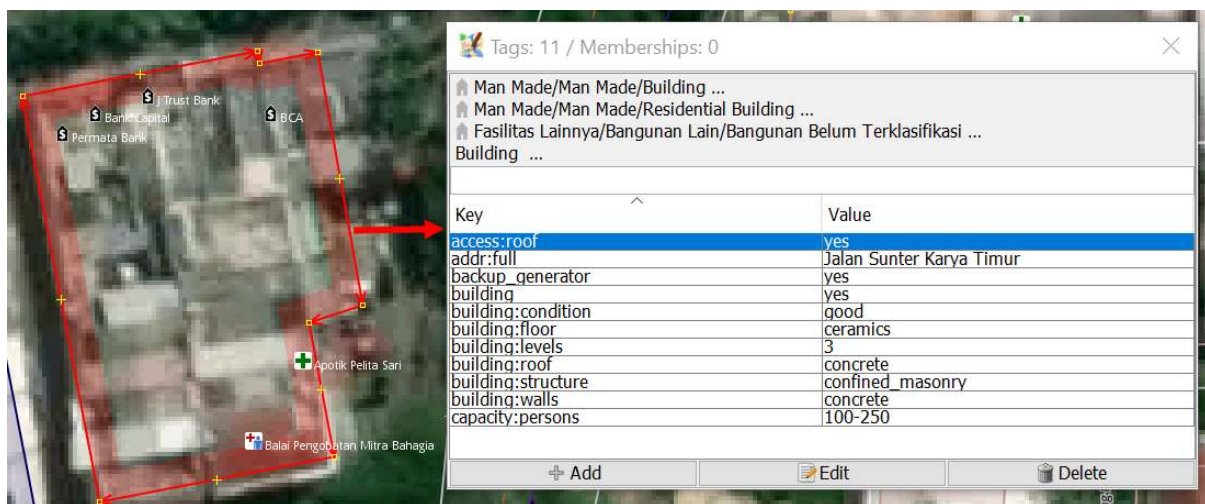 Tags: 11 / Memberships: 0
Man Made/Man Made/Building ...
Man Made/Man Made/Residential Building ...
Fasilitas Lainnya/Bangunan Lain/Bangunan Belum Terklasifikasi ...
Building ...
Key Value
access:roof yes
addr:full Jalan Sunter Karya Timur
backup_generator yes
building yes
building:condition good
building:floor ceramics
building:levels 3
building:roof concrete
building:structure confined_masonry
building:walls concrete
capacity:persons 100-250
Add Edit Delete
J Trust Bank
Bank Capital
BCA
Permata Bank
Apotik Pelita Sari
Balai Pengobatan Mitra Bahagia